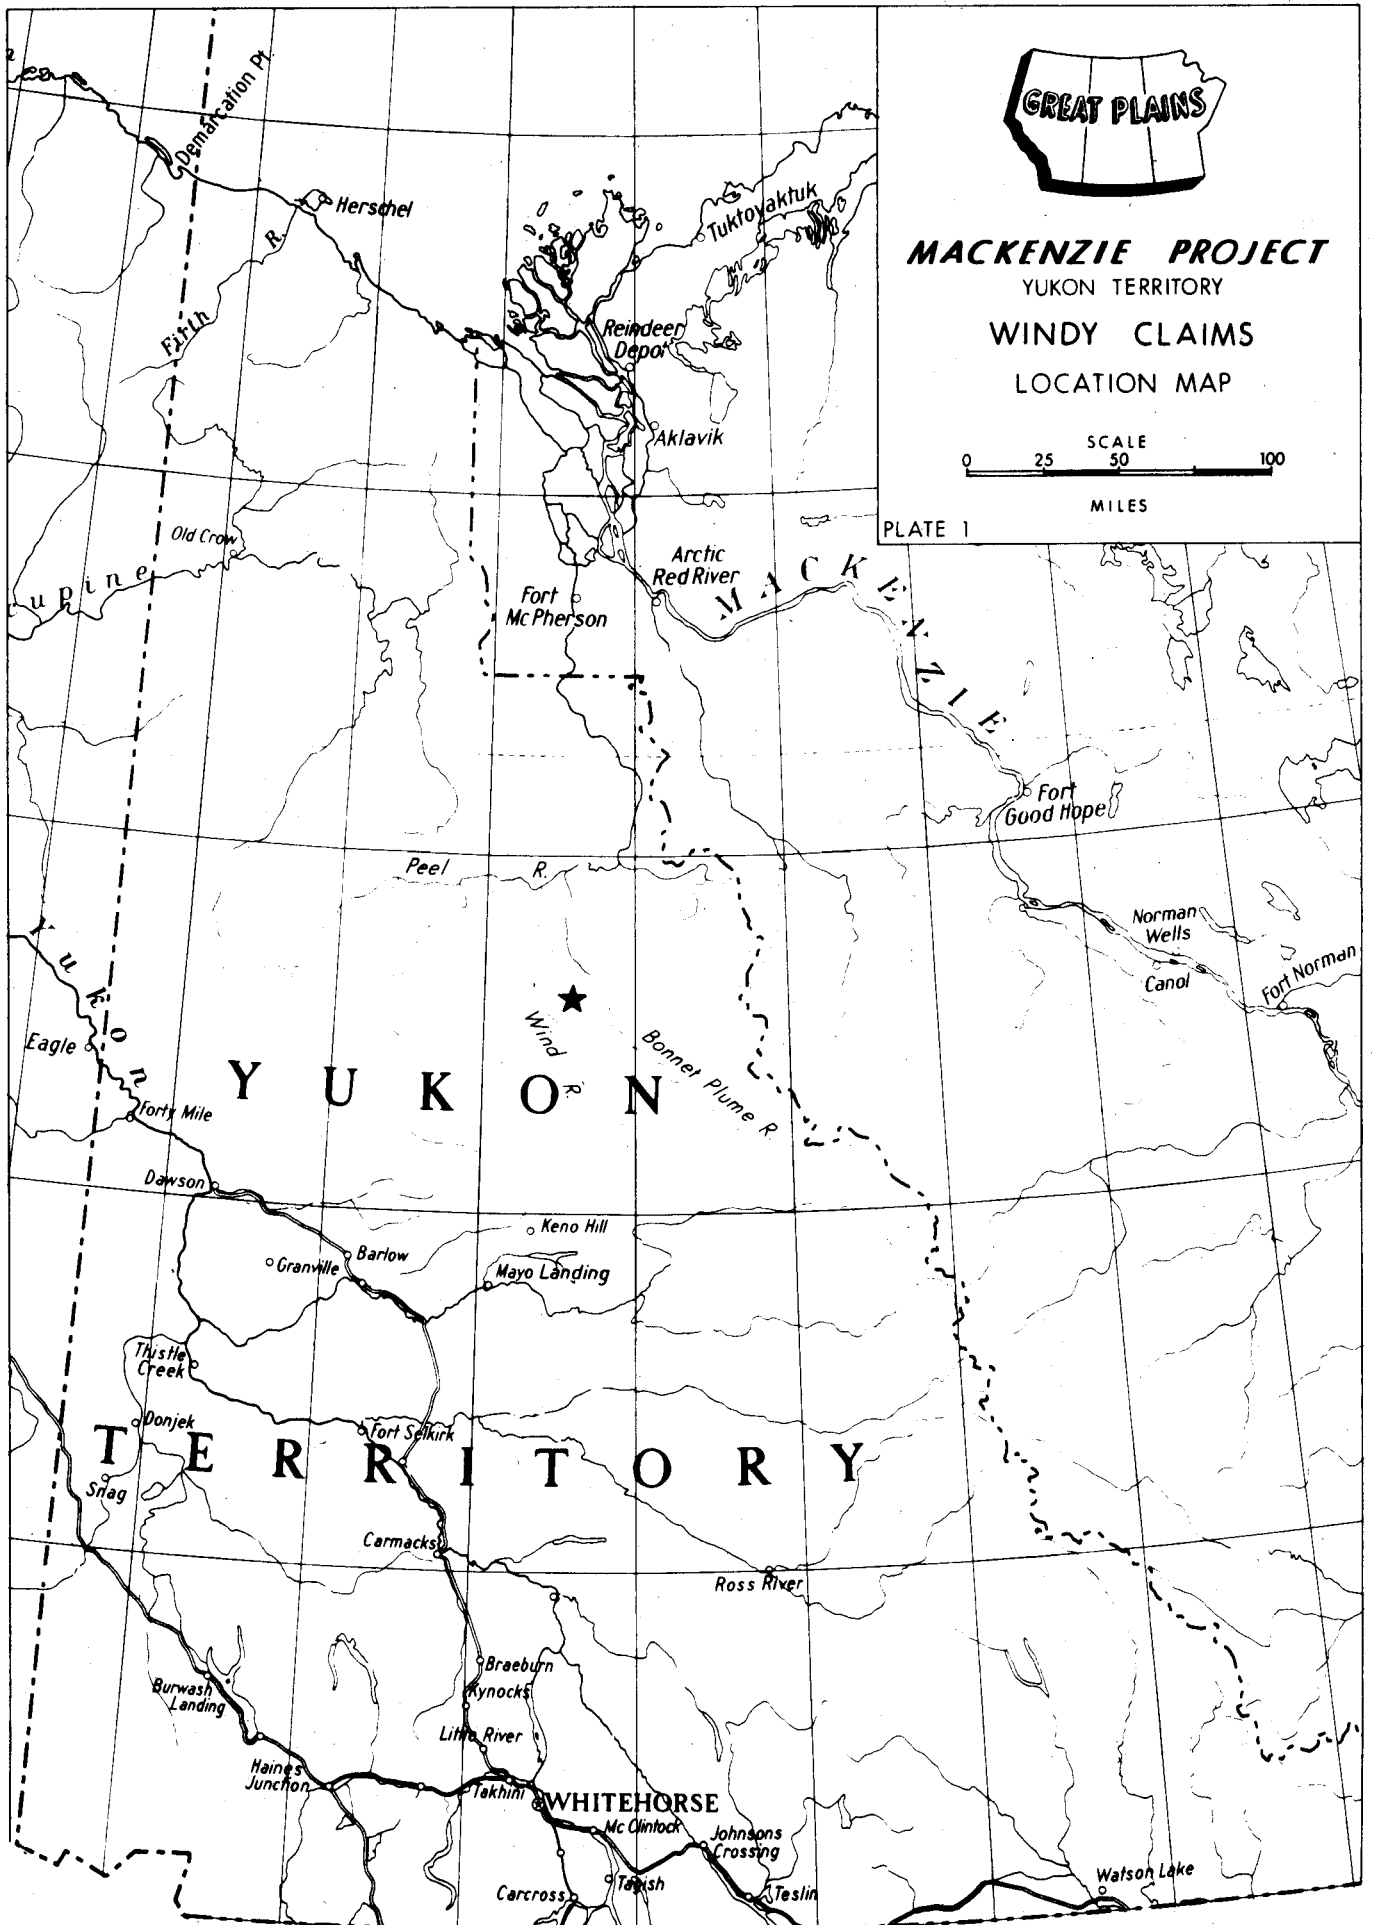 GREAT PLAINS
MACKENZIE PROJECT
YUKON TERRITORY
WINDY CLAIMS
LOCATION MAP
SCALE
0 25 50 100
MILES
PLATE 1
Demarcation Pt.
Herschel
Firth R.
Tuktoyaktuk
Reindeer
Depot
Aklavik
Old Crow
upine
Arctic
Red River
Fort
McPherson
MACKENZIE
Fort
Good Hope
Peel R.
Norman
Wells
Canol
Fort Norman
Yukon
Eagle
Wind R.
Bonnet Plume R.
YUKON
Forty Mile
Dawson
Keno Hill
Barlow
Granville
Mayo Landing
Thistle
Creek
Donjek
Fort Selkirk
TERRITORY
Snag
Carmacks
Ross River
Braeburn
Kynocks
Burwash
Landing
Little River
Haines
Junction
Takhini
WHITEHORSE
Mc Clintock
Johnsons
Crossing
Tagish
Carcross
Teslin
Watson Lake